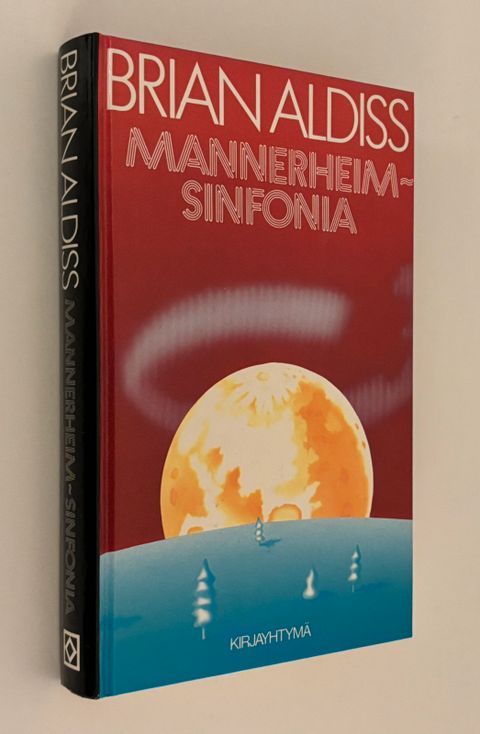 BRIAN ALDISS
MANNERHEIM~
SINFONIA
KIRJAYHTYMÄ
BRIAN ALDISS MANNERHEIM~SINFONIA